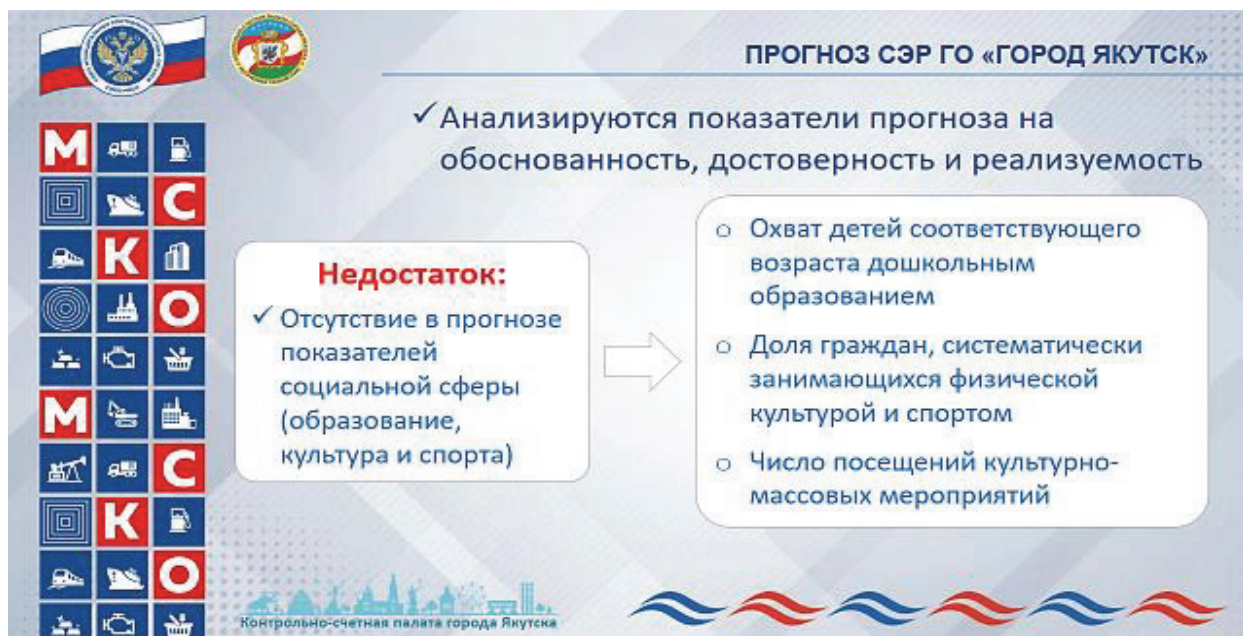 ПРОГНОЗ СЭР ГО «ГОРОД ЯКУТСК»
✓ Анализируются показатели прогноза на
обоснованность, достоверность и реализуемость
М
С
К
О
М
С
К
О
Недостаток:
✓ Отсутствие в прогнозе
показателей
социальной сферы
(образование,
культура и спорта)
o Охват детей соответствующего
возраста дошкольным
образованием
o Доля граждан, систематически
занимающихся физической
культурой и спортом
o Число посещений культурно-
массовых мероприятий
Контрольно-счетная палата города Якутска